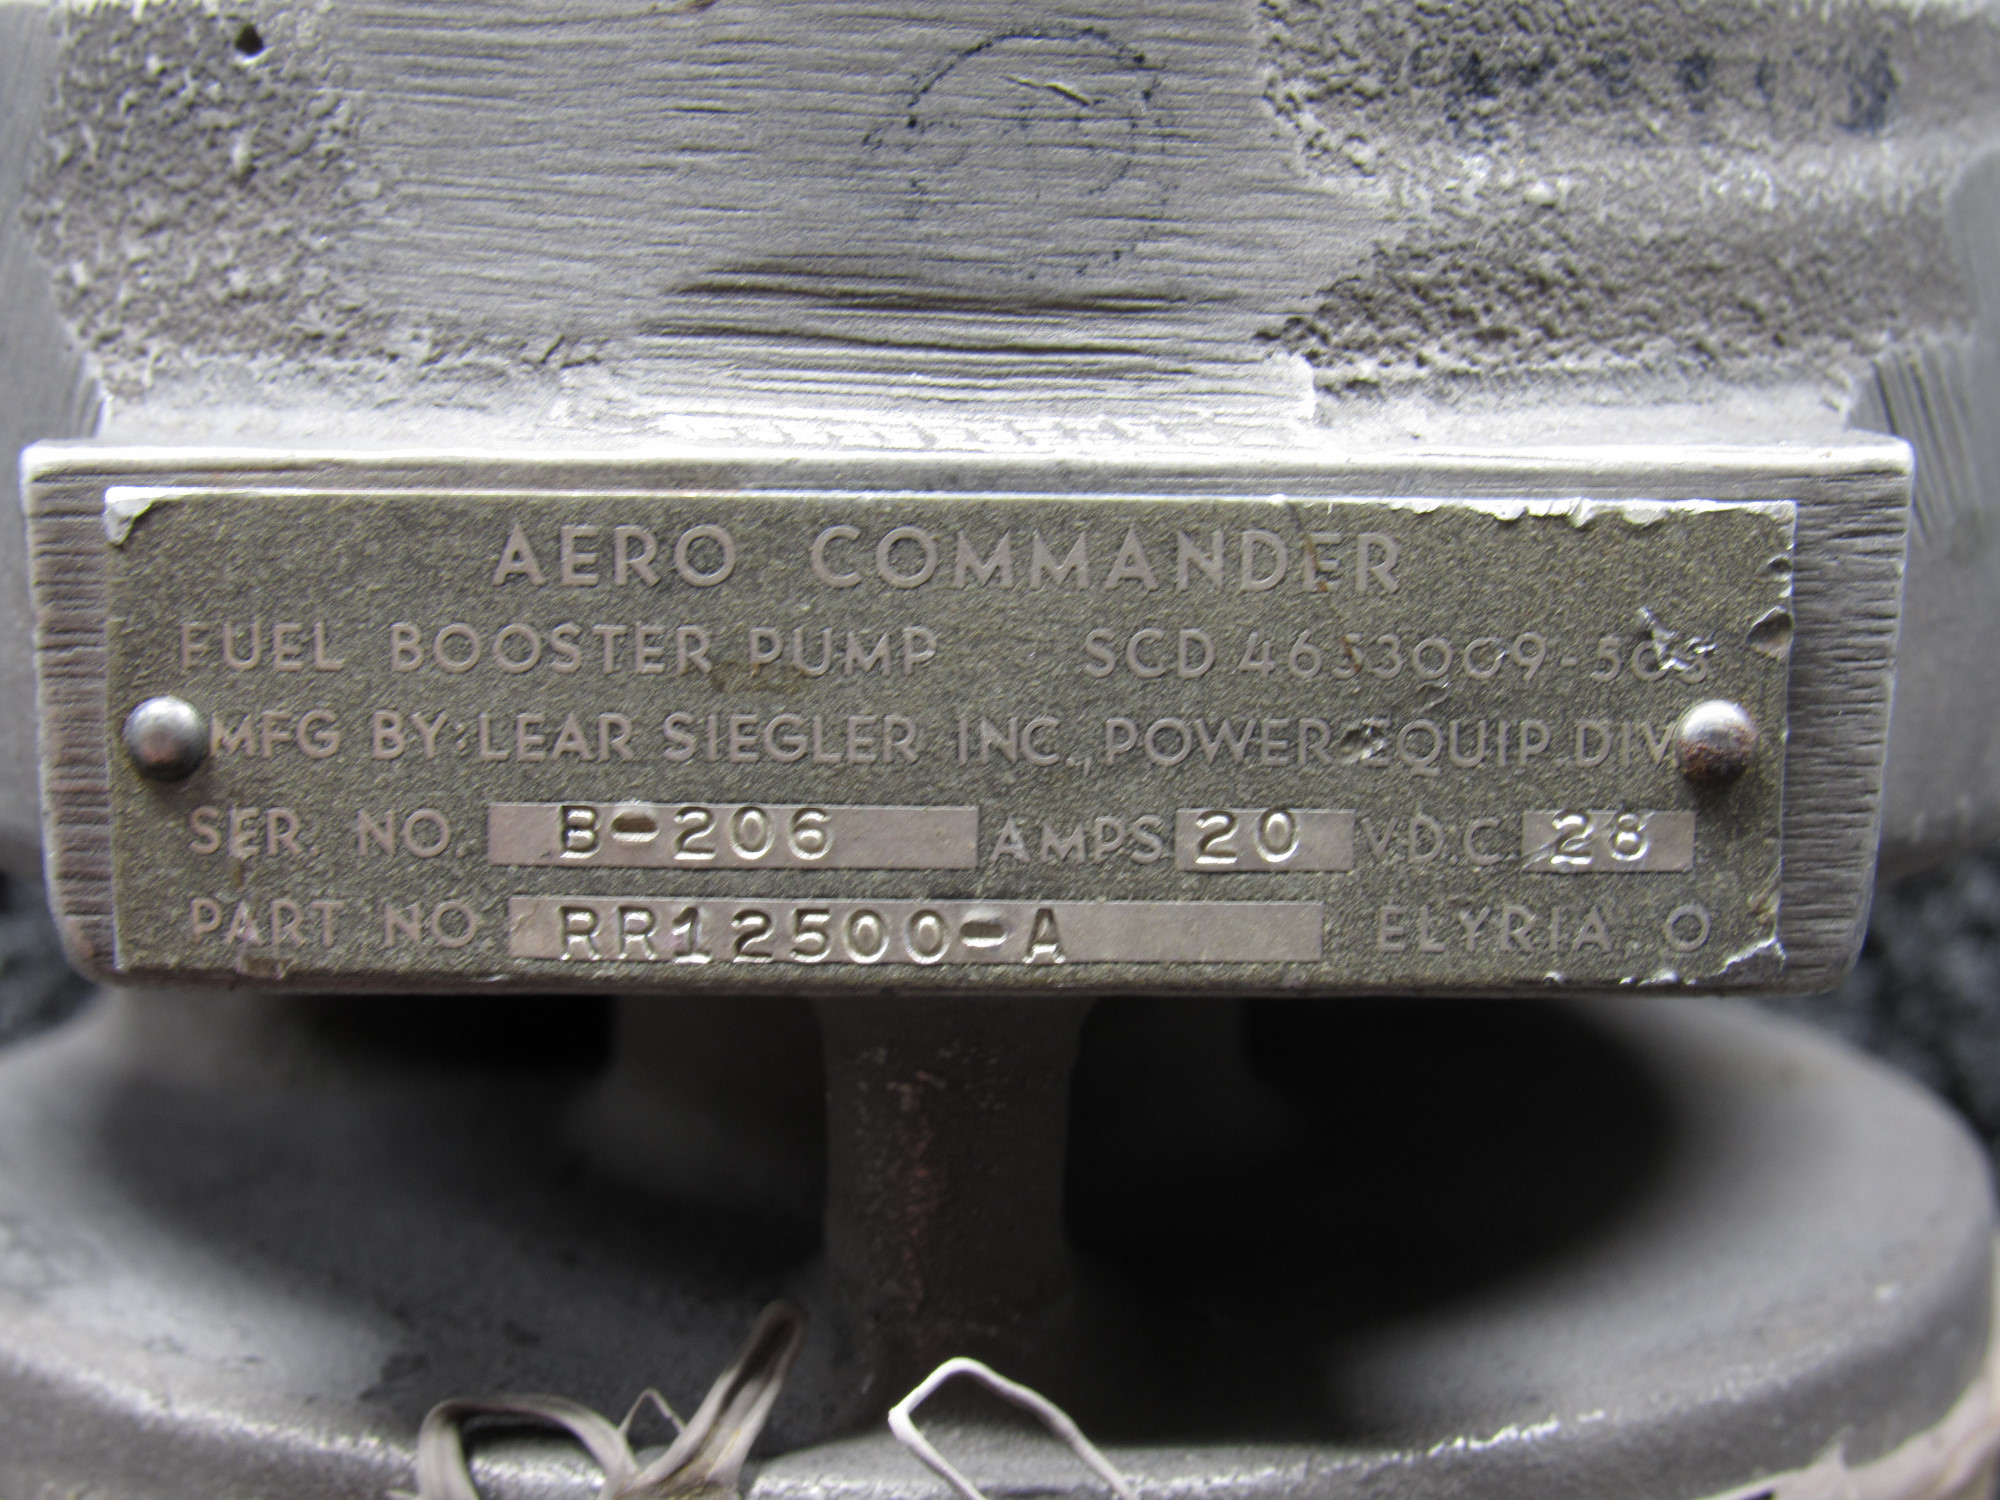 AERO COMMANDER
FUEL BOOSTER PUMP SCD 4633009-503
MFG BY: LEAR SIEGLER INC., POWER EQUIP. DIV.
SER. NO. B-206 AMPS 20 V.D.C. 28
PART NO. RR12500-A ELYRIA, O